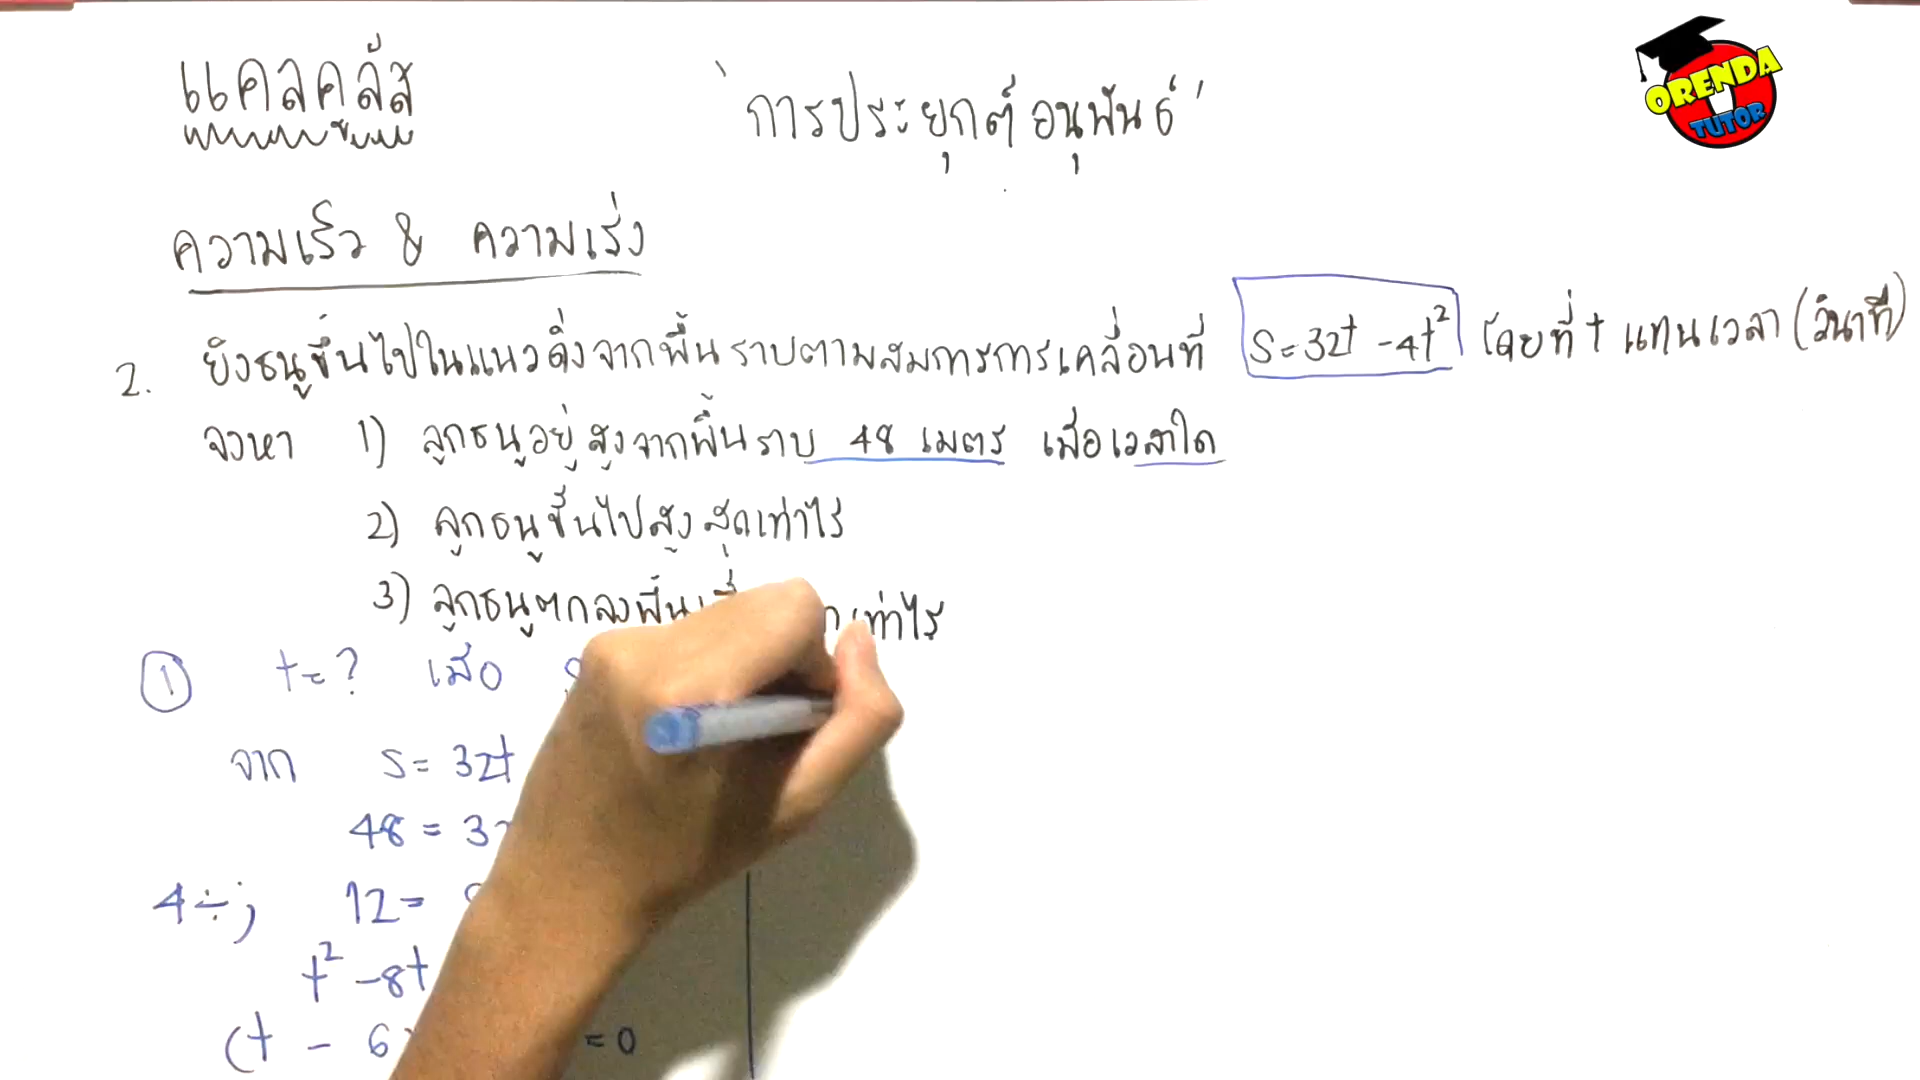 แคลคลัส
"การประยุกต์อนุพันธ์"
ORENDA
TUTOR
ความเร็ว & ความเร่ง
2. ยิงธนูขึ้นไปในแนวดิ่งจากพื้นราบตามสมการการเคลื่อนที่ S = 32t - 4t² โดยที่ t แทนเวลา (วินาที)
จงหา 1) ลูกธนูอยู่สูงจากพื้นราบ 48 เมตร เมื่อเวลาใด
2) ลูกธนูขึ้นไปสูงสุดเท่าไร
3) ลูกธนูตกลงพื้น เท่าไร
① t = ? เมื่อ
จาก S = 32t
48 = 3
4÷; 12 =
t² - 8t
(t - 6 = 0